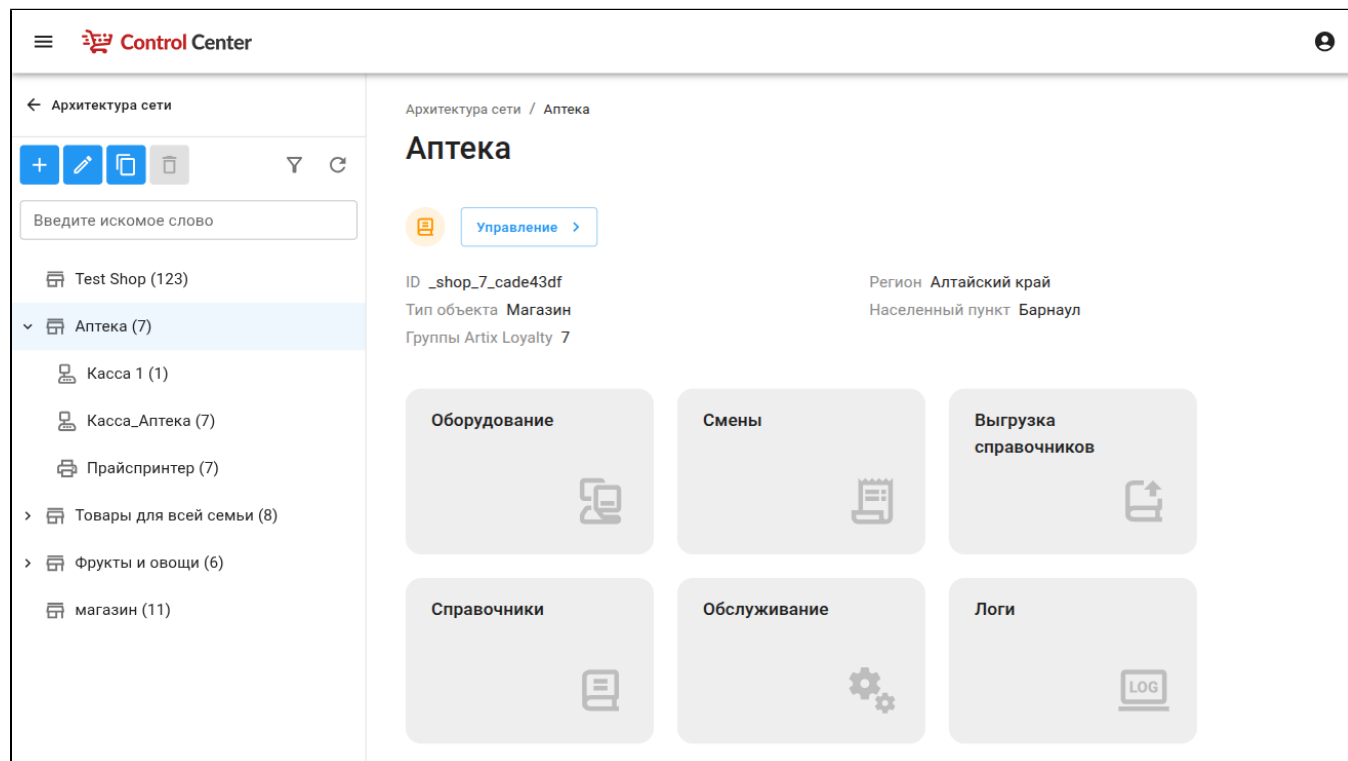 Control Center
Архитектура сети
Введите искомое слово
Test Shop (123)
Аптека (7)
Касса 1 (1)
Касса_Аптека (7)
Прайспринтер (7)
Товары для всей семьи (8)
Фрукты и овощи (6)
магазин (11)
Архитектура сети / Аптека
Аптека
Управление
ID _shop_7_cade43df
Регион Алтайский край
Тип объекта Магазин
Населенный пункт Барнаул
Группы Artix Loyalty 7
Оборудование
Смены
Выгрузка
справочников
Справочники
Обслуживание
Логи
LOG